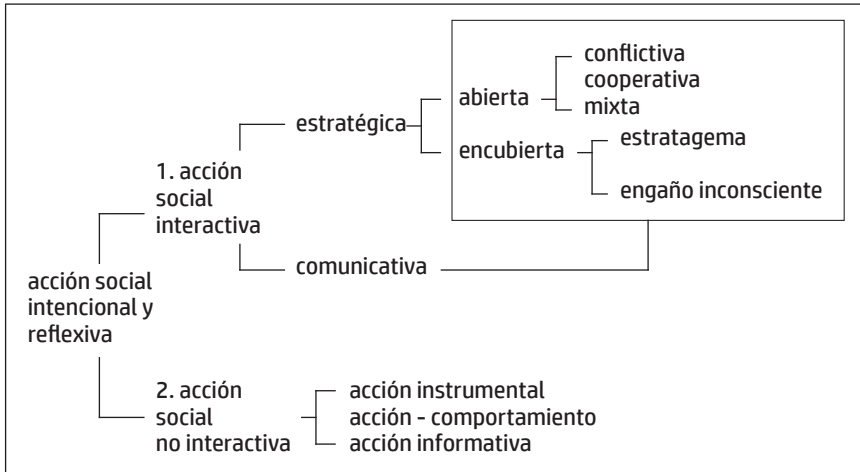 conflictiva
abierta
cooperativa
mixta
estratégica
encubierta
estratagema
engaño inconsciente
1. acción
social
interactiva
comunicativa
acción social
intencional y
reflexiva
2. acción
social
no interactiva
acción instrumental
acción - comportamiento
acción informativa